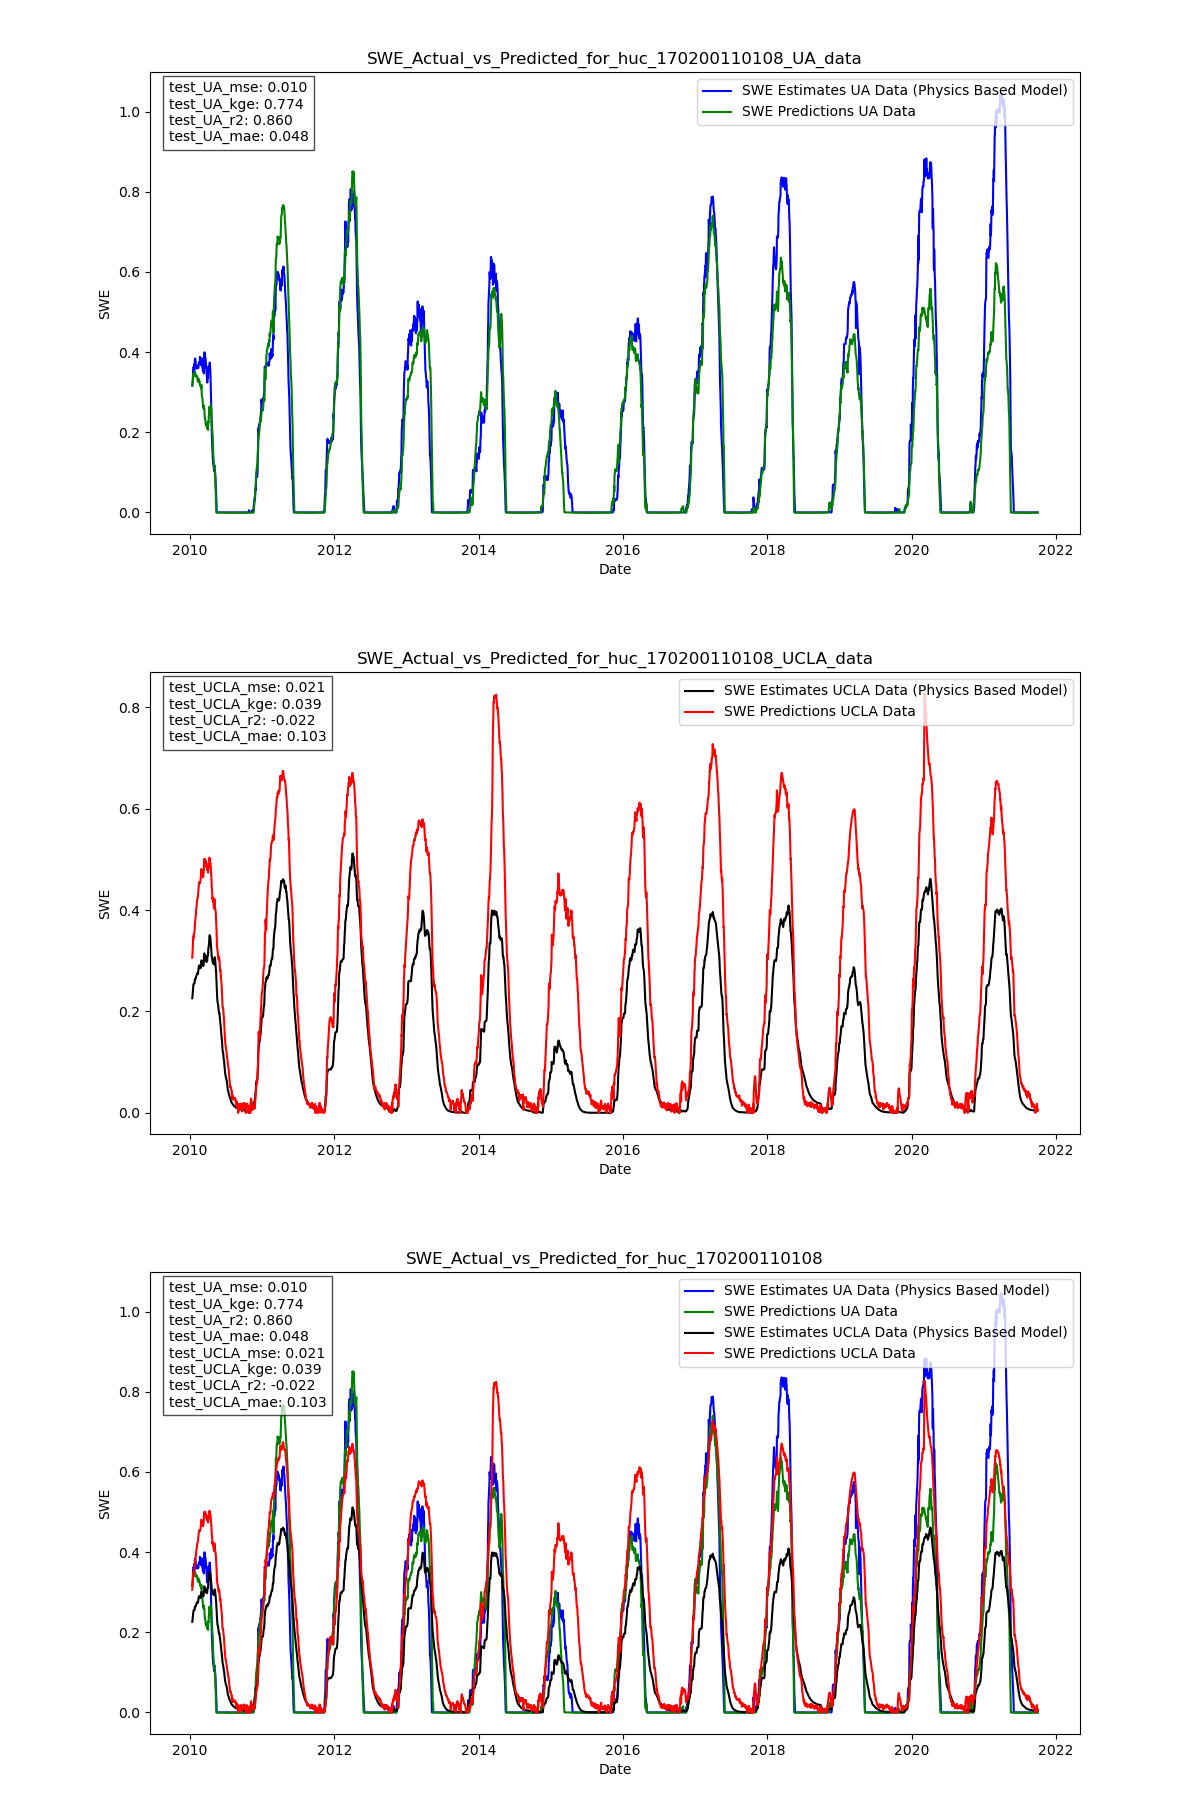 SWE_Actual_vs_Predicted_for_huc_170200110108_UA_data
test_UA_mse: 0.010
test_UA_kge: 0.774
test_UA_r2: 0.860
test_UA_mae: 0.048
SWE Estimates UA Data (Physics Based Model)
SWE Predictions UA Data
1.0
0.8
0.6
0.4
0.2
0.0
SWE
2010 2012 2014 2016 2018 2020 2022
Date
SWE_Actual_vs_Predicted_for_huc_170200110108_UCLA_data
test_UCLA_mse: 0.021
test_UCLA_kge: 0.039
test_UCLA_r2: -0.022
test_UCLA_mae: 0.103
SWE Estimates UCLA Data (Physics Based Model)
SWE Predictions UCLA Data
0.8
0.6
0.4
0.2
0.0
SWE
2010 2012 2014 2016 2018 2020 2022
Date
SWE_Actual_vs_Predicted_for_huc_170200110108
test_UA_mse: 0.010
test_UA_kge: 0.774
test_UA_r2: 0.860
test_UA_mae: 0.048
test_UCLA_mse: 0.021
test_UCLA_kge: 0.039
test_UCLA_r2: -0.022
test_UCLA_mae: 0.103
SWE Estimates UA Data (Physics Based Model)
SWE Predictions UA Data
SWE Estimates UCLA Data (Physics Based Model)
SWE Predictions UCLA Data
1.0
0.8
0.6
0.4
0.2
0.0
SWE
2010 2012 2014 2016 2018 2020 2022
Date